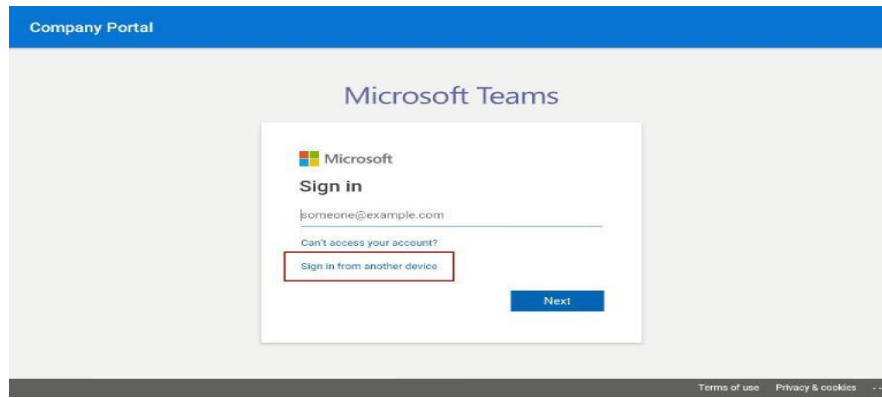 Company Portal
Microsoft Teams
Microsoft
Sign in
someone@example.com
Can't access your account?
Sign in from another device
Next
Terms of use Privacy & cookies